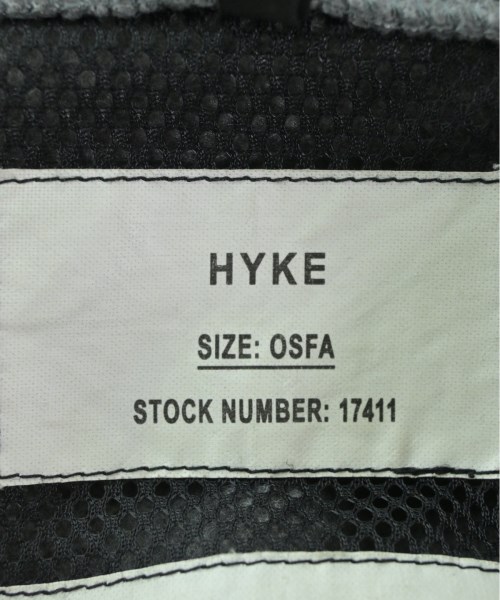 HYKE
SIZE: OSFA
STOCK NUMBER: 17411